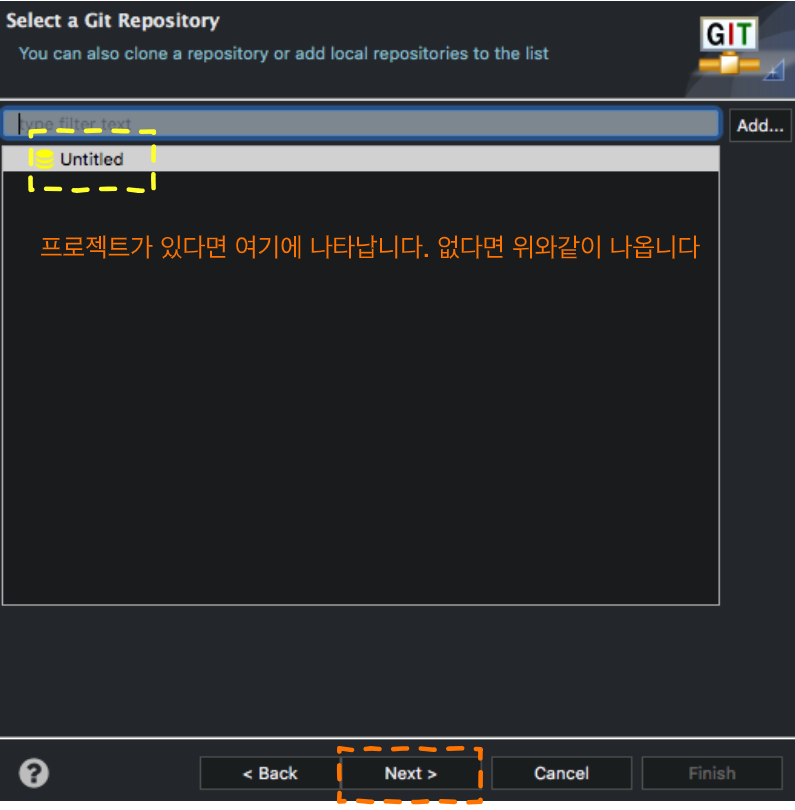 Select a Git Repository
You can also clone a repository or add local repositories to the list
GIT
type filter text
Add...
Untitled
프로젝트가 있다면 여기에 나타납니다. 없다면 위와같이 나옵니다
?
< Back
Next >
Cancel
Finish